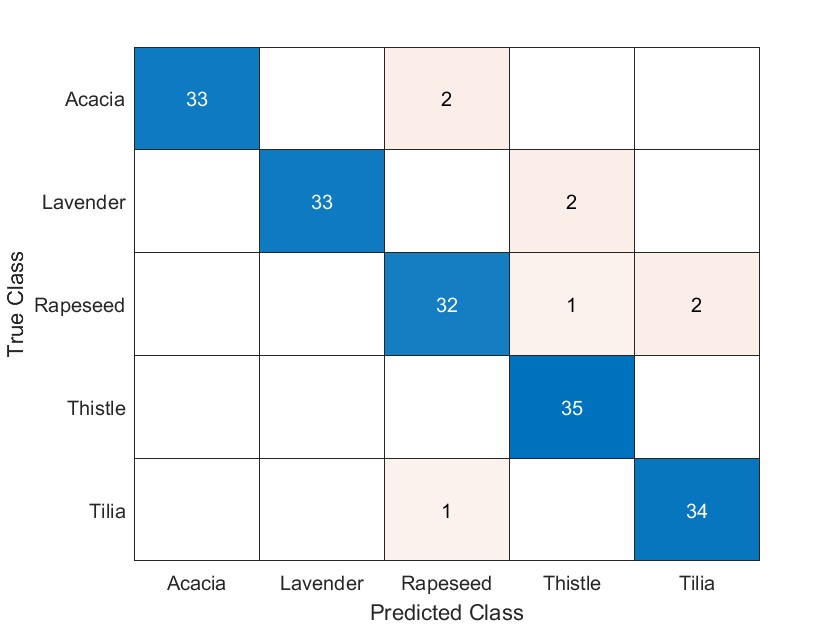 True Class
Acacia 33 2
Lavender 33 2
Rapeseed 32 1 2
Thistle 35
Tilia 1 34
Acacia Lavender Rapeseed Thistle Tilia
Predicted Class